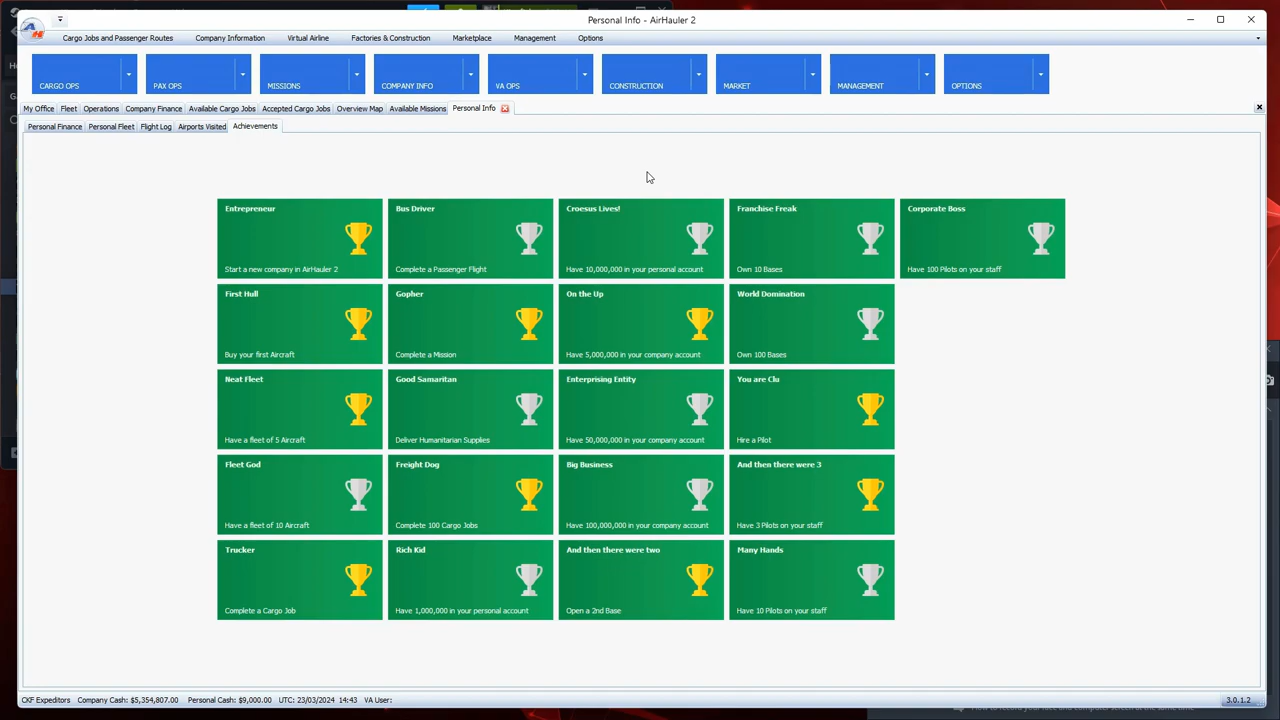 Personal Info - AirHauler 2
Cargo Jobs and Passenger Routes Company Information Virtual Airline Factories & Construction Marketplace Management Options
CARGO OPS PAX OPS MISSIONS COMPANY INFO VA OPS CONSTRUCTION MARKET MANAGEMENT OPTIONS
My Office Fleet Operations Company Finance Available Cargo Jobs Accepted Cargo Jobs Overview Map Available Missions Personal Info
Personal Finance Personal Fleet Flight Log Airports Visited Achievements
Entrepreneur
Start a new company in AirHauler 2
Bus Driver
Complete a Passenger Flight
Croesus Lives!
Have 10,000,000 in your personal account
Franchise Freak
Own 10 Bases
Corporate Boss
Have 100 Pilots on your staff
First Hull
Buy your first Aircraft
Gopher
Complete a Mission
On the Up
Have 5,000,000 in your company account
World Domination
Own 100 Bases
Neat Fleet
Have a fleet of 5 Aircraft
Good Samaritan
Deliver Humanitarian Supplies
Enterprising Entity
Have 50,000,000 in your company account
You are Clu
Hire a Pilot
Fleet God
Have a fleet of 10 Aircraft
Freight Dog
Complete 100 Cargo Jobs
Big Business
Have 100,000,000 in your company account
And then there were 3
Have 3 Pilots on your staff
Trucker
Complete a Cargo Job
Rich Kid
Have 1,000,000 in your personal account
And then there were two
Open a 2nd Base
Many Hands
Have 10 Pilots on your staff
CKF Expeditors Company Cash: $5,354,807.00 Personal Cash: $9,000.00 UTC: 23/03/2024 14:43 VA User: 3.0.1.2